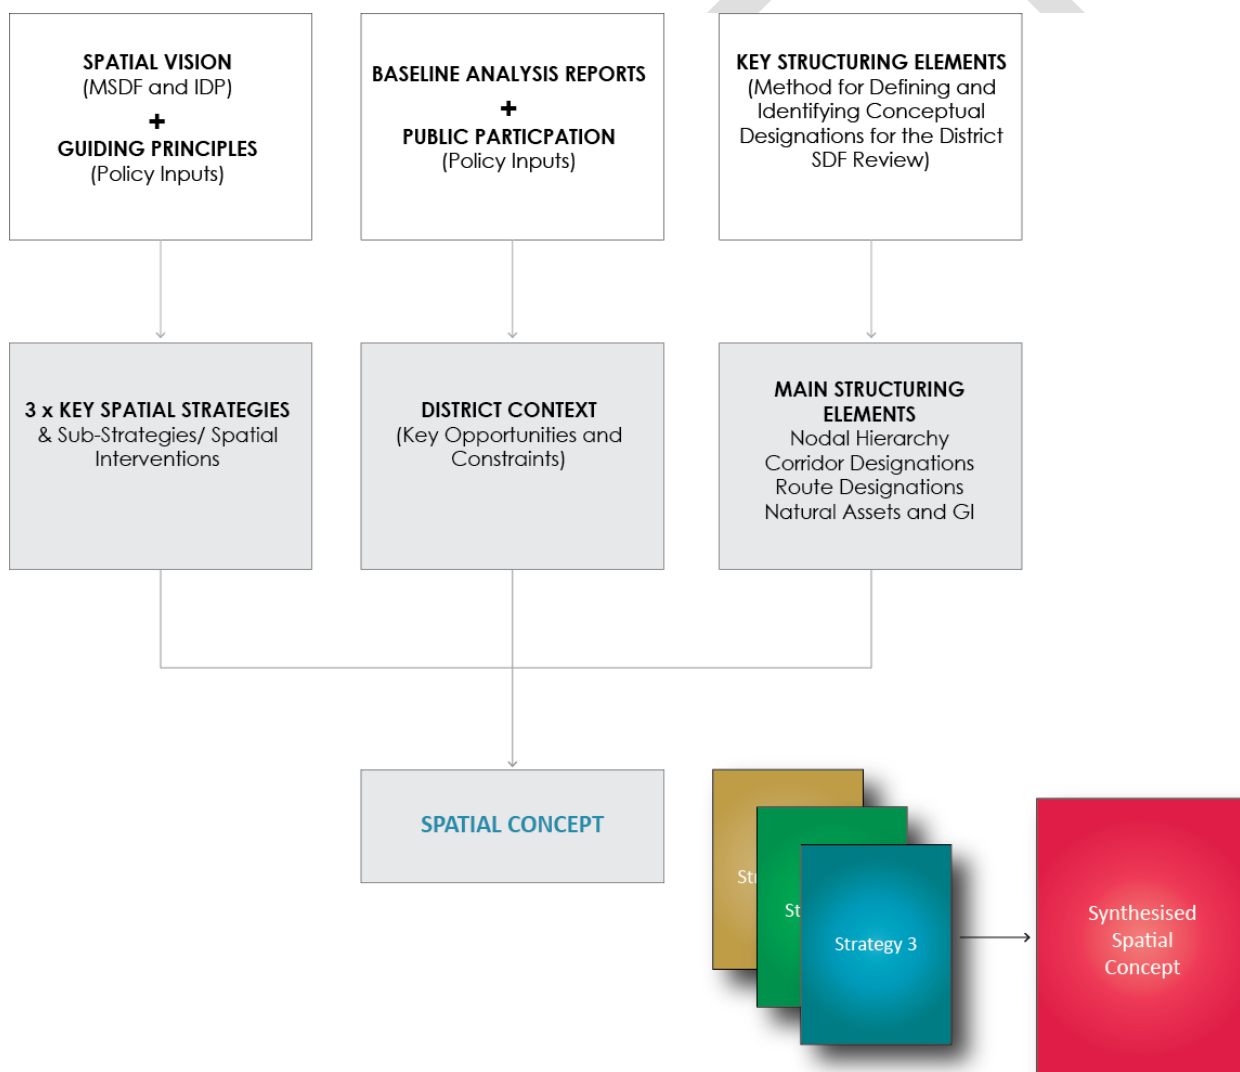 SPATIAL VISION
(MSDF and IDP)
+
GUIDING PRINCIPLES
(Policy Inputs)
BASELINE ANALYSIS REPORTS
+
PUBLIC PARTICPATION
(Policy Inputs)
KEY STRUCTURING ELEMENTS
(Method for Defining and
Identifying Conceptual
Designations for the District
SDF Review)
3 x KEY SPATIAL STRATEGIES
& Sub-Strategies/ Spatial
Interventions
DISTRICT CONTEXT
(Key Opportunities and
Constraints)
MAIN STRUCTURING
ELEMENTS
Nodal Hierarchy
Corridor Designations
Route Designations
Natural Assets and GI
SPATIAL CONCEPT
Strategy 3
Synthesised
Spatial
Concept